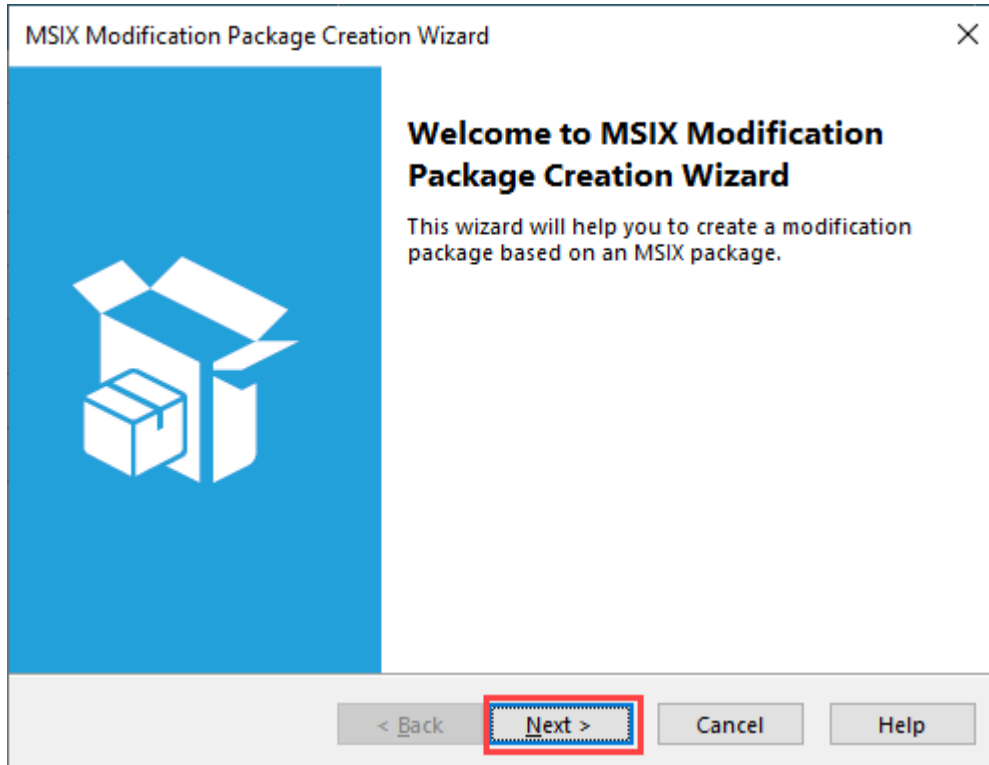 MSIX Modification Package Creation Wizard
Welcome to MSIX Modification
Package Creation Wizard
This wizard will help you to create a modification
package based on an MSIX package.
< Back
Next >
Cancel
Help